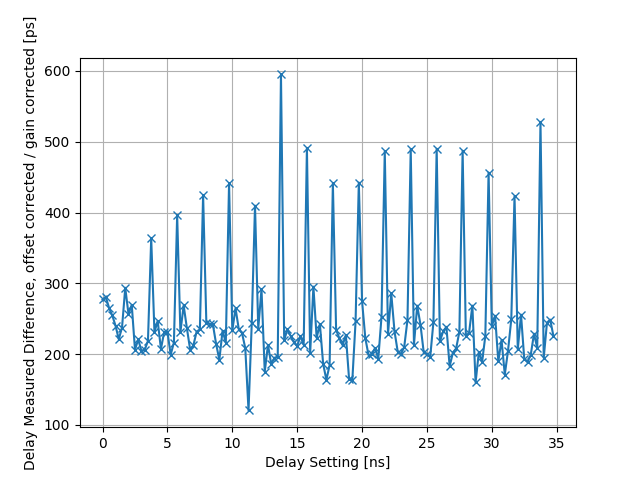 Delay Measured Difference, offset corrected / gain corrected [ps]
600
500
400
300
200
100
0 5 10 15 20 25 30 35
Delay Setting [ns]